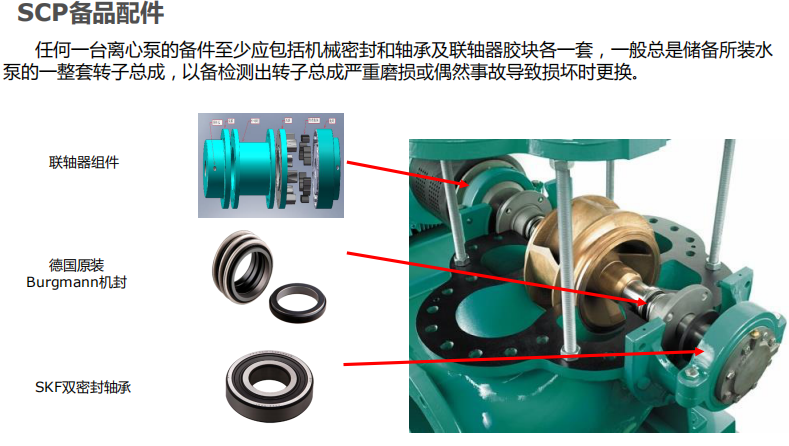 SCP备品配件
任何一台离心泵的备件至少应包括机械密封和轴承及联轴器胶块各一套，一般总是储备所装水
泵的一整套转子总成，以备检测出转子总成严重磨损或偶然事故导致损坏时更换。
联轴器组件
德国原装
Burgmann机封
SKF双密封轴承